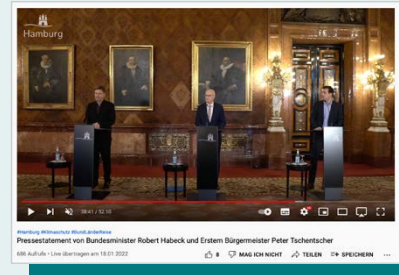 Hamburg
38:41 / 52:10
#Hamburg #Klimaschutz #BundLänderReise
Pressestatement von Bundesminister Robert Habeck und Erstem Bürgermeister Peter Tschentscher
686 Aufrufe • Live übertragen am 18.01.2022
8 MAG ICH NICHT TEILEN SPEICHERN ...